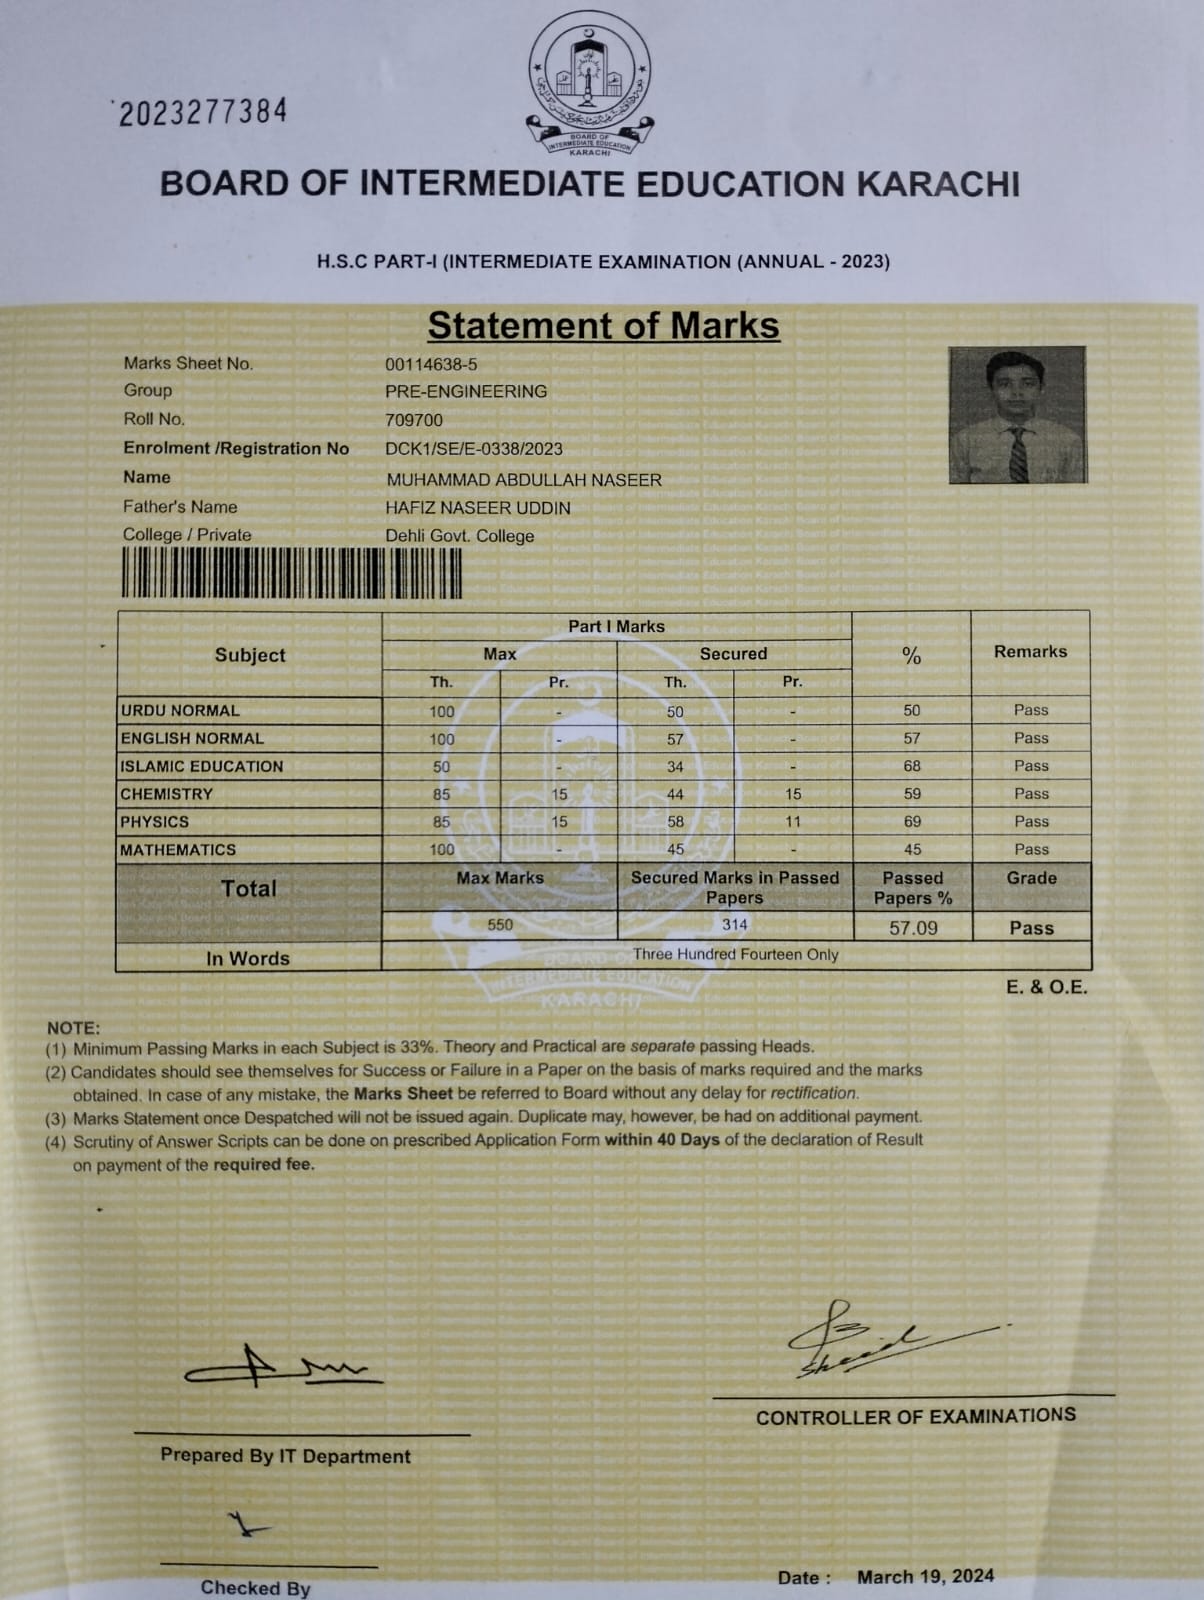 2023277384
BOARD OF
INTERMEDIATE EDUCATION
KARACHI
BOARD OF INTERMEDIATE EDUCATION KARACHI
H.S.C PART-I (INTERMEDIATE EXAMINATION (ANNUAL - 2023)
Statement of Marks
Marks Sheet No. 00114638-5
Group PRE-ENGINEERING
Roll No. 709700
Enrolment /Registration No DCK1/SE/E-0338/2023
Name MUHAMMAD ABDULLAH NASEER
Father's Name HAFIZ NASEER UDDIN
College / Private Dehli Govt. College
Subject Part I Marks % Remarks
Max Secured
Th. Pr. Th. Pr.
URDU NORMAL 100 - 50 - 50 Pass
ENGLISH NORMAL 100 - 57 - 57 Pass
ISLAMIC EDUCATION 50 - 34 - 68 Pass
CHEMISTRY 85 15 44 15 59 Pass
PHYSICS 85 15 58 11 69 Pass
MATHEMATICS 100 - 45 - 45 Pass
Total Max Marks Secured Marks in Passed Papers Passed Papers % Grade
550 314 57.09 Pass
In Words Three Hundred Fourteen Only
BOARD OF
INTERMEDIATE EDUCATION
KARACHI
E. & O.E.
NOTE:
(1) Minimum Passing Marks in each Subject is 33%. Theory and Practical are separate passing Heads.
(2) Candidates should see themselves for Success or Failure in a Paper on the basis of marks required and the marks
obtained. In case of any mistake, the Marks Sheet be referred to Board without any delay for rectification.
(3) Marks Statement once Despatched will not be issued again. Duplicate may, however, be had on additional payment.
(4) Scrutiny of Answer Scripts can be done on prescribed Application Form within 40 Days of the declaration of Result
on payment of the required fee.
CONTROLLER OF EXAMINATIONS
Prepared By IT Department
Checked By
Date : March 19, 2024